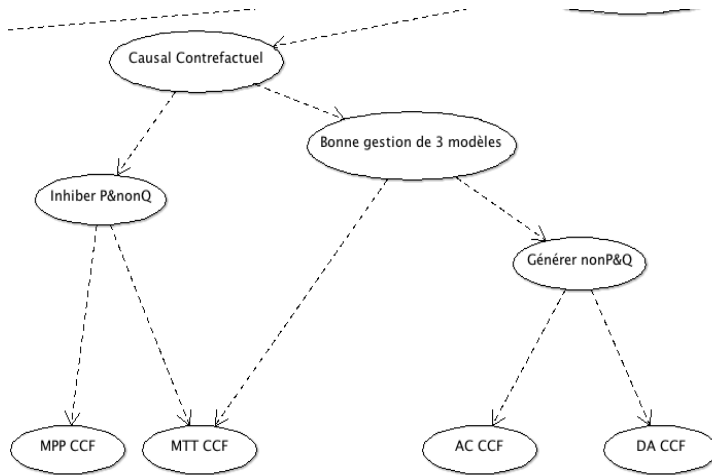 Causal Contrefactuel
Bonne gestion de 3 modèles
Inhiber P&nonQ
Générer nonP&Q
MPP CCF
MTT CCF
AC CCF
DA CCF